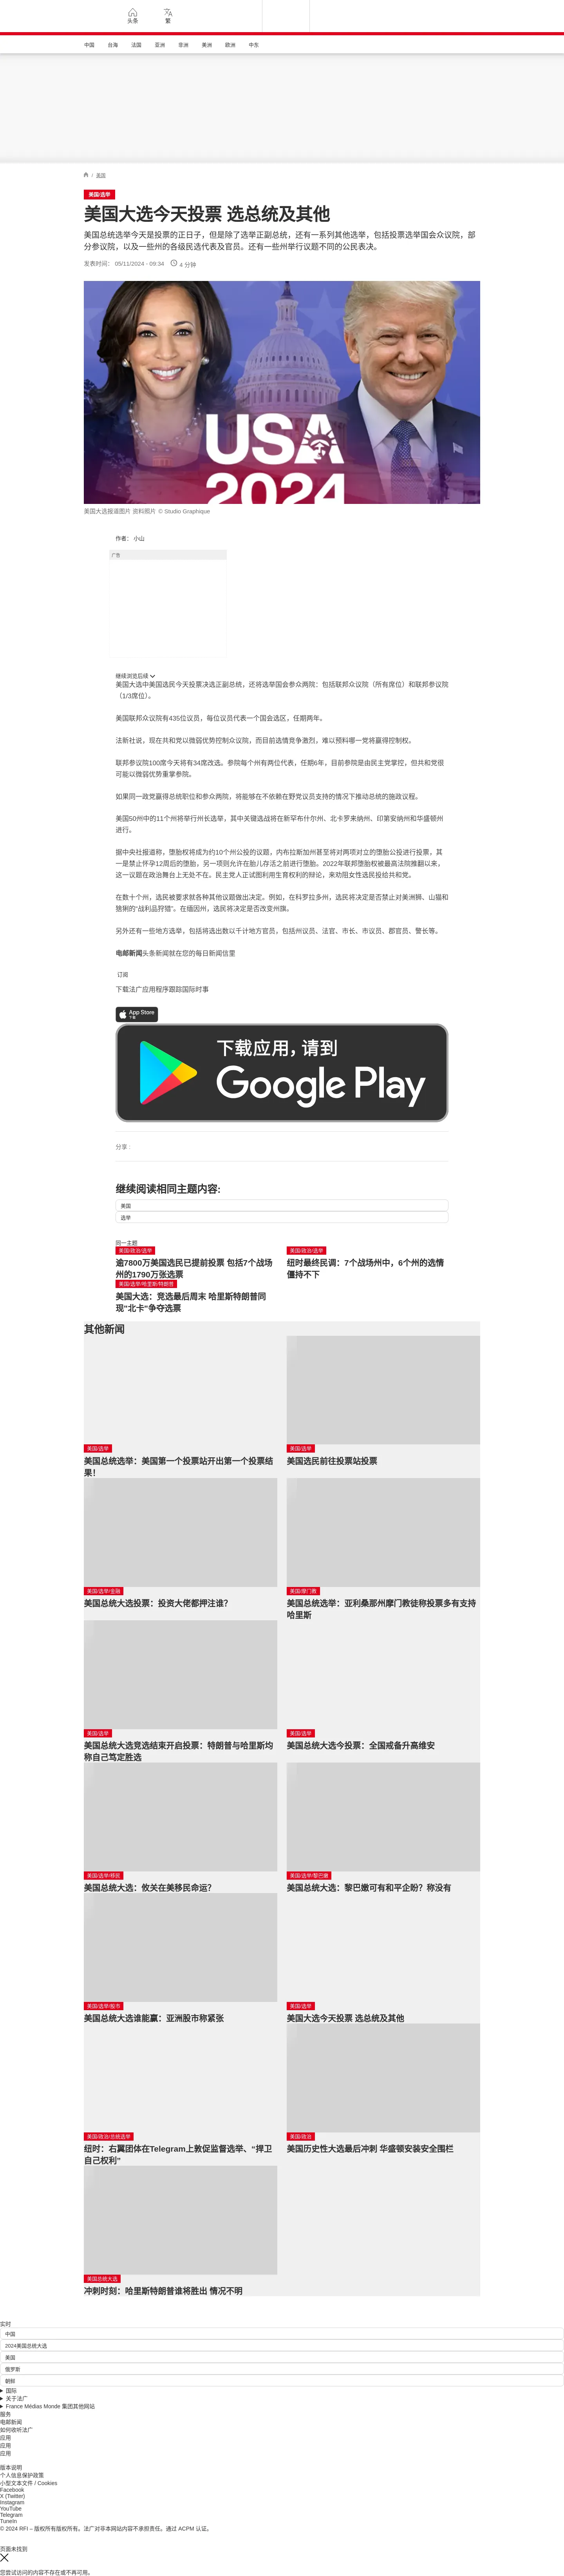 头条
繁
中国
台海
法国
亚洲
非洲
美洲
欧洲
中东
/ 美国
美国/选举
美国大选今天投票 选总统及其他
美国总统选举今天是投票的正日子，但是除了选举正副总统，还有一系列其他选举，包括投票选举国会众议院，部
分参议院，以及一些州的各级民选代表及官员。还有一些州举行议题不同的公民表决。
发表时间： 05/11/2024 - 09:34
4 分钟
USA
2024
美国大选报道图片 资料照片 © Studio Graphique
作者： 小山
广告
继续浏览后续
美国大选中美国选民今天投票决选正副总统，还将选举国会参众两院：包括联邦众议院（所有席位）和联邦参议院
（1/3席位）。
美国联邦众议院有435位议员，每位议员代表一个国会选区，任期两年。
法新社说，现在共和党以微弱优势控制众议院，而目前选情竞争激烈，难以预料哪一党将赢得控制权。
联邦参议院100席今天将有34席改选。参院每个州有两位代表，任期6年，目前参院是由民主党掌控，但共和党很
可能以微弱优势重掌参院。
如果同一政党赢得总统职位和参众两院，将能够在不依赖在野党议员支持的情况下推动总统的施政议程。
美国50州中的11个州将举行州长选举，其中关键选战将在新罕布什尔州、北卡罗来纳州、印第安纳州和华盛顿州
进行。
据中央社报道称，堕胎权将成为约10个州公投的议题，内布拉斯加州甚至将对两项对立的堕胎公投进行投票，其
一是禁止怀孕12周后的堕胎，另一项则允许在胎儿存活之前进行堕胎。2022年联邦堕胎权被最高法院推翻以来，
这一议题在政治舞台上无处不在。民主党人正试图利用生育权利的辩论，来劝阻女性选民投给共和党。
在数十个州，选民被要求就各种其他议题做出决定。例如，在科罗拉多州，选民将决定是否禁止对美洲狮、山猫和
猞猁的“战利品狩猎”。在缅因州，选民将决定是否改变州旗。
另外还有一些地方选举，包括将选出数以千计地方官员，包括州议员、法官、市长、市议员、郡官员、警长等。
电邮新闻头条新闻就在您的每日新闻信里
订阅
下载法广应用程序跟踪国际时事
App Store
下载
下载应用，请到
Google Play
分享 :
继续阅读相同主题内容:
美国
选举
同一主题
美国/政治/选举
逾7800万美国选民已提前投票 包括7个战场
州的1790万张选票
美国/政治/选举
纽时最终民调：7个战场州中，6个州的选情
僵持不下
美国/选举/哈里斯/特朗普
美国大选：竞选最后周末 哈里斯特朗普同
现"北卡"争夺选票
其他新闻
美国/选举
美国总统选举：美国第一个投票站开出第一个投票结
果！
美国/选举
美国选民前往投票站投票
美国/选举/金融
美国总统大选投票：投资大佬都押注谁？
美国/摩门教
美国总统选举：亚利桑那州摩门教徒称投票多有支持
哈里斯
美国/选举
美国总统大选竞选结束开启投票：特朗普与哈里斯均
称自己笃定胜选
美国/选举
美国总统大选今投票：全国戒备升高维安
美国/选举/移民
美国总统大选：攸关在美移民命运？
美国/选举/黎巴嫩
美国总统大选：黎巴嫩可有和平企盼？称没有
美国/选举/股市
美国总统大选谁能赢：亚洲股市称紧张
美国/选举
美国大选今天投票 选总统及其他
美国/政治/总统选举
纽时：右翼团体在Telegram上敦促监督选举、“捍卫
自己权利”
美国/政治
美国历史性大选最后冲刺 华盛顿安装安全围栏
美国总统大选
冲刺时刻：哈里斯特朗普谁将胜出 情况不明
实时
中国
2024美国总统大选
美国
俄罗斯
朝鲜
国际
关于法广
France Médias Monde 集团其他网站
服务
电邮新闻
如何收听法广
应用
应用
应用
版本说明
个人信息保护政策
小型文本文件 / Cookies
Facebook
X (Twitter)
Instagram
YouTube
Telegram
TuneIn
© 2024 RFI – 版权所有版权所有。法广对非本网站内容不承担责任。通过 ACPM 认证。
页面未找到
您尝试访问的内容不存在或不再可用。